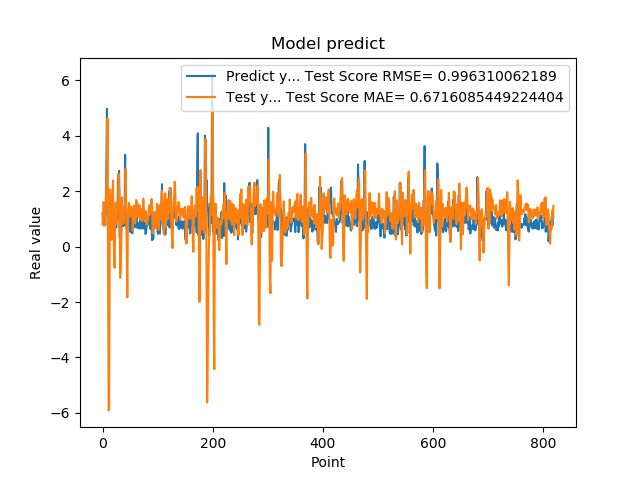 Model predict
Predict y... Test Score RMSE= 0.996310062189
Test y... Test Score MAE= 0.6716085449224404
Real value
6
4
2
0
−2
−4
−6
0 200 400 600 800
Point